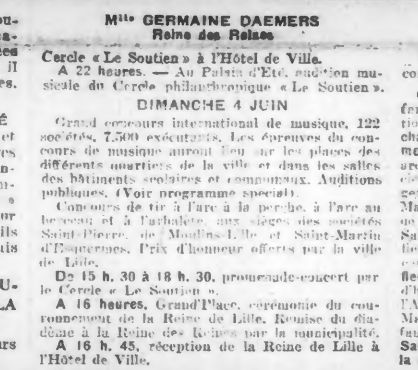 Mlle GERMAINE DAEMERS
Reine des Reines
Cercle « Le Soutien » à l'Hôtel de Ville.
A 22 heures. — Au Palais d'Eté, audition mu-
sicale du Cercle philanthropique « Le Soutien ».
DIMANCHE 4 JUIN
Grand concours international de musique, 122
sociétés, 7.500 exécutants. Les épreuves du con-
cours de musique auront lieu sur les places des
différents quartiers de la ville et dans les salles
des bâtiments scolaires et communaux. Auditions
publiques. (Voir programme spécial).
Concours de tir à l'arc à la perche, à l'arc au
berceau et à l'arbalète, aux sièges des sociétés
Saint-Pierre, de Moulins-Lille et Saint-Martin
d'Esquermes. Prix d'honneur offerts par la ville
de Lille.
De 15 h. 30 à 18 h. 30, promenade-concert par
le Cercle « Le Soutien ».
A 16 heures, Grand'Place, cérémonie du cou-
ronnement de la Reine de Lille. Remise du dia-
dème à la Reine des Reines par la municipalité.
A 16 h. 45, réception de la Reine de Lille à
l'Hôtel de Ville.